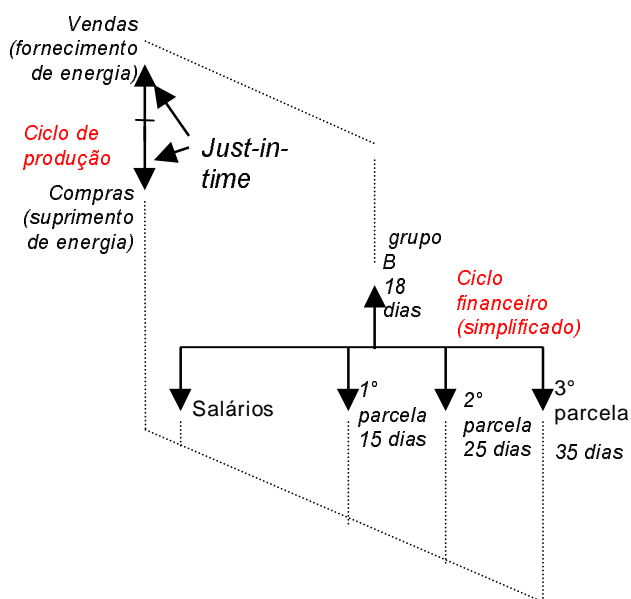 Vendas
(fornecimento
de energia)
Ciclo de
produção
Just-in-
time
Compras
(suprimento
de energia)
grupo
B
18
dias
Ciclo
financeiro
(simplificado)
Salários
1°
parcela
15 dias
2°
parcela
25 dias
3°
parcela
35 dias